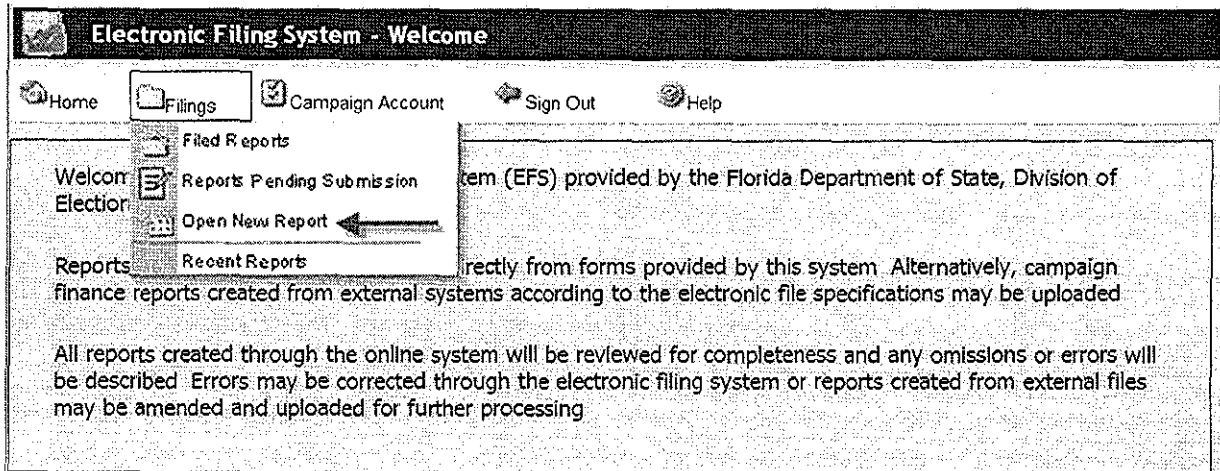 Electronic Filing System - Welcome
Home Filings Campaign Account Sign Out Help
Filed Reports
Reports Pending Submission
Open New Report
Recent Reports
Welcom tem (EFS) provided by the Florida Department of State, Division of
Election
Reports irectly from forms provided by this system Alternatively, campaign
finance reports created from external systems according to the electronic file specifications may be uploaded
All reports created through the online system will be reviewed for completeness and any omissions or errors will
be described Errors may be corrected through the electronic filing system or reports created from external files
may be amended and uploaded for further processing